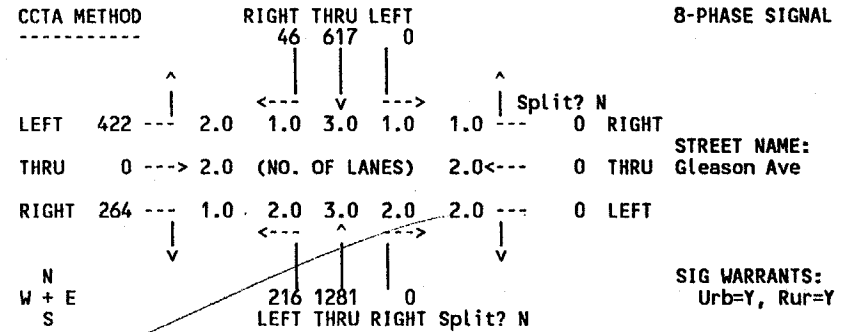 CCTA METHOD RIGHT THRU LEFT 8-PHASE SIGNAL
----------- 46 617 0
^ ^
<--- v ---> Split? N
LEFT 422 --- 2.0 1.0 3.0 1.0 1.0 --- 0 RIGHT
STREET NAME:
THRU 0 ---> 2.0 (NO. OF LANES) 2.0<--- 0 THRU Gleason Ave
RIGHT 264 --- 1.0 2.0 3.0 2.0 2.0 --- 0 LEFT
<--- ^ --->
v v
N SIG WARRANTS:
W + E 216 1281 0 Urb=Y, Rur=Y
S LEFT THRU RIGHT Split? N